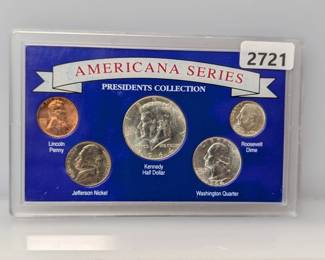 2721
AMERICANA SERIES
PRESIDENTS COLLECTION
Lincoln
Penny
Roosevelt
Dime
Kennedy
Half Dollar
Jefferson Nickel
Washington Quarter